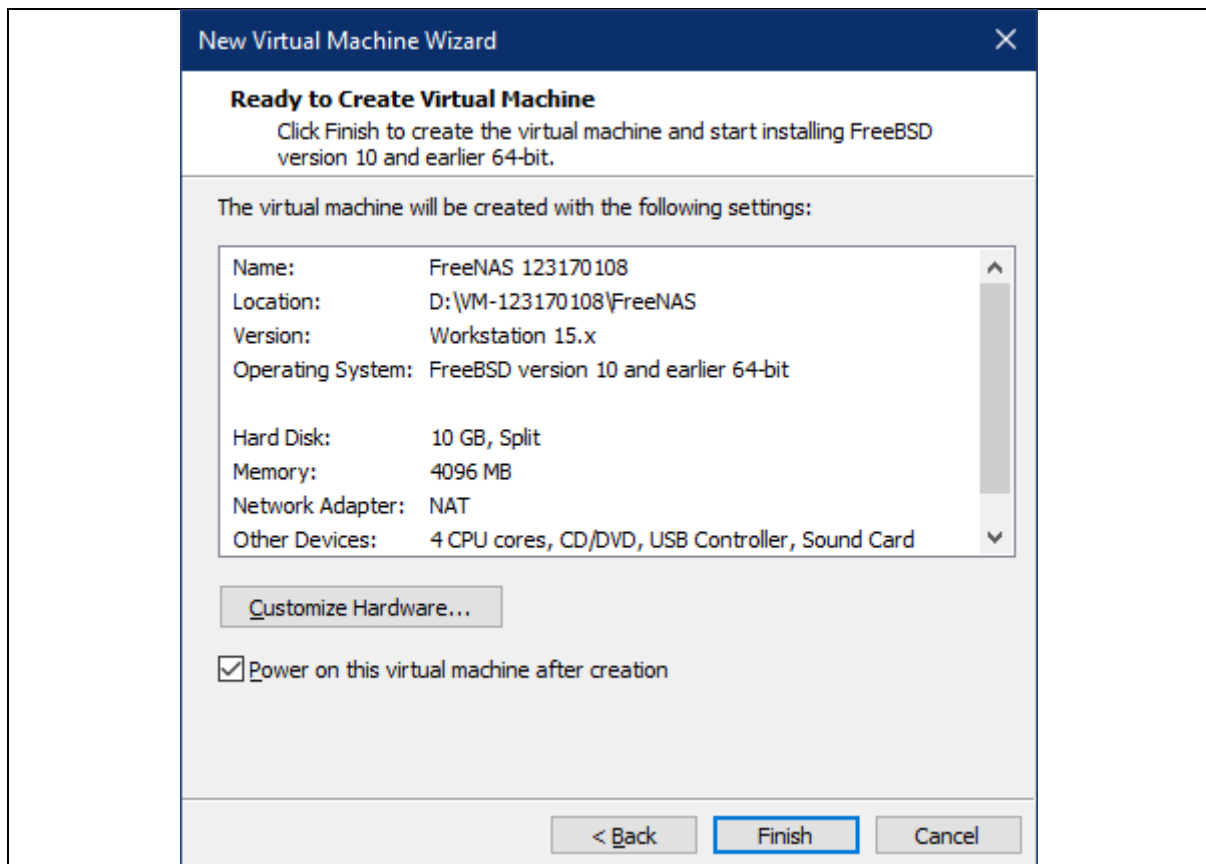 New Virtual Machine Wizard
Ready to Create Virtual Machine
Click Finish to create the virtual machine and start installing FreeBSD
version 10 and earlier 64-bit.
The virtual machine will be created with the following settings:
Name: FreeNAS 123170108
Location: D:\VM-123170108\FreeNAS
Version: Workstation 15.x
Operating System: FreeBSD version 10 and earlier 64-bit
Hard Disk: 10 GB, Split
Memory: 4096 MB
Network Adapter: NAT
Other Devices: 4 CPU cores, CD/DVD, USB Controller, Sound Card
Customize Hardware...
Power on this virtual machine after creation
< Back Finish Cancel